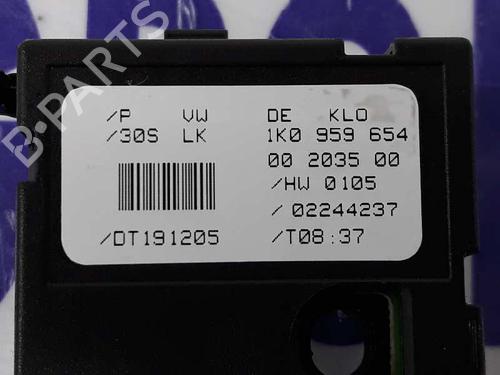 /P VW DE KLO
/30S LK 1K0 959 654
00 2035 00
/HW 0105
/02244237
/DT191205 /T08:37
B-PARTS